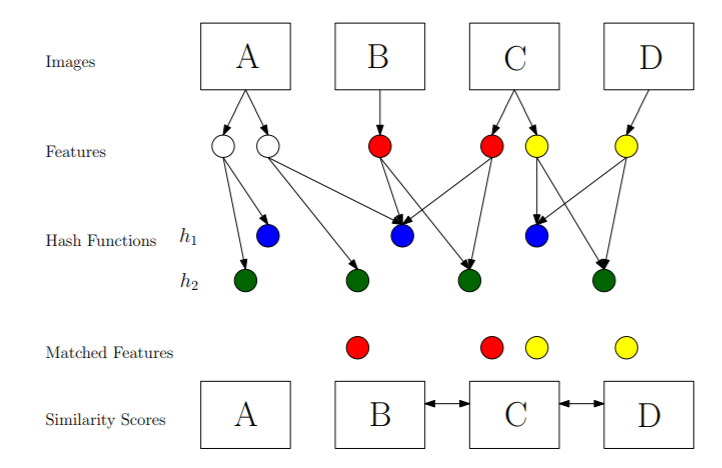 Images A B C D
Features
Hash Functions h₁
h₂
Matched Features
Similarity Scores A B C D